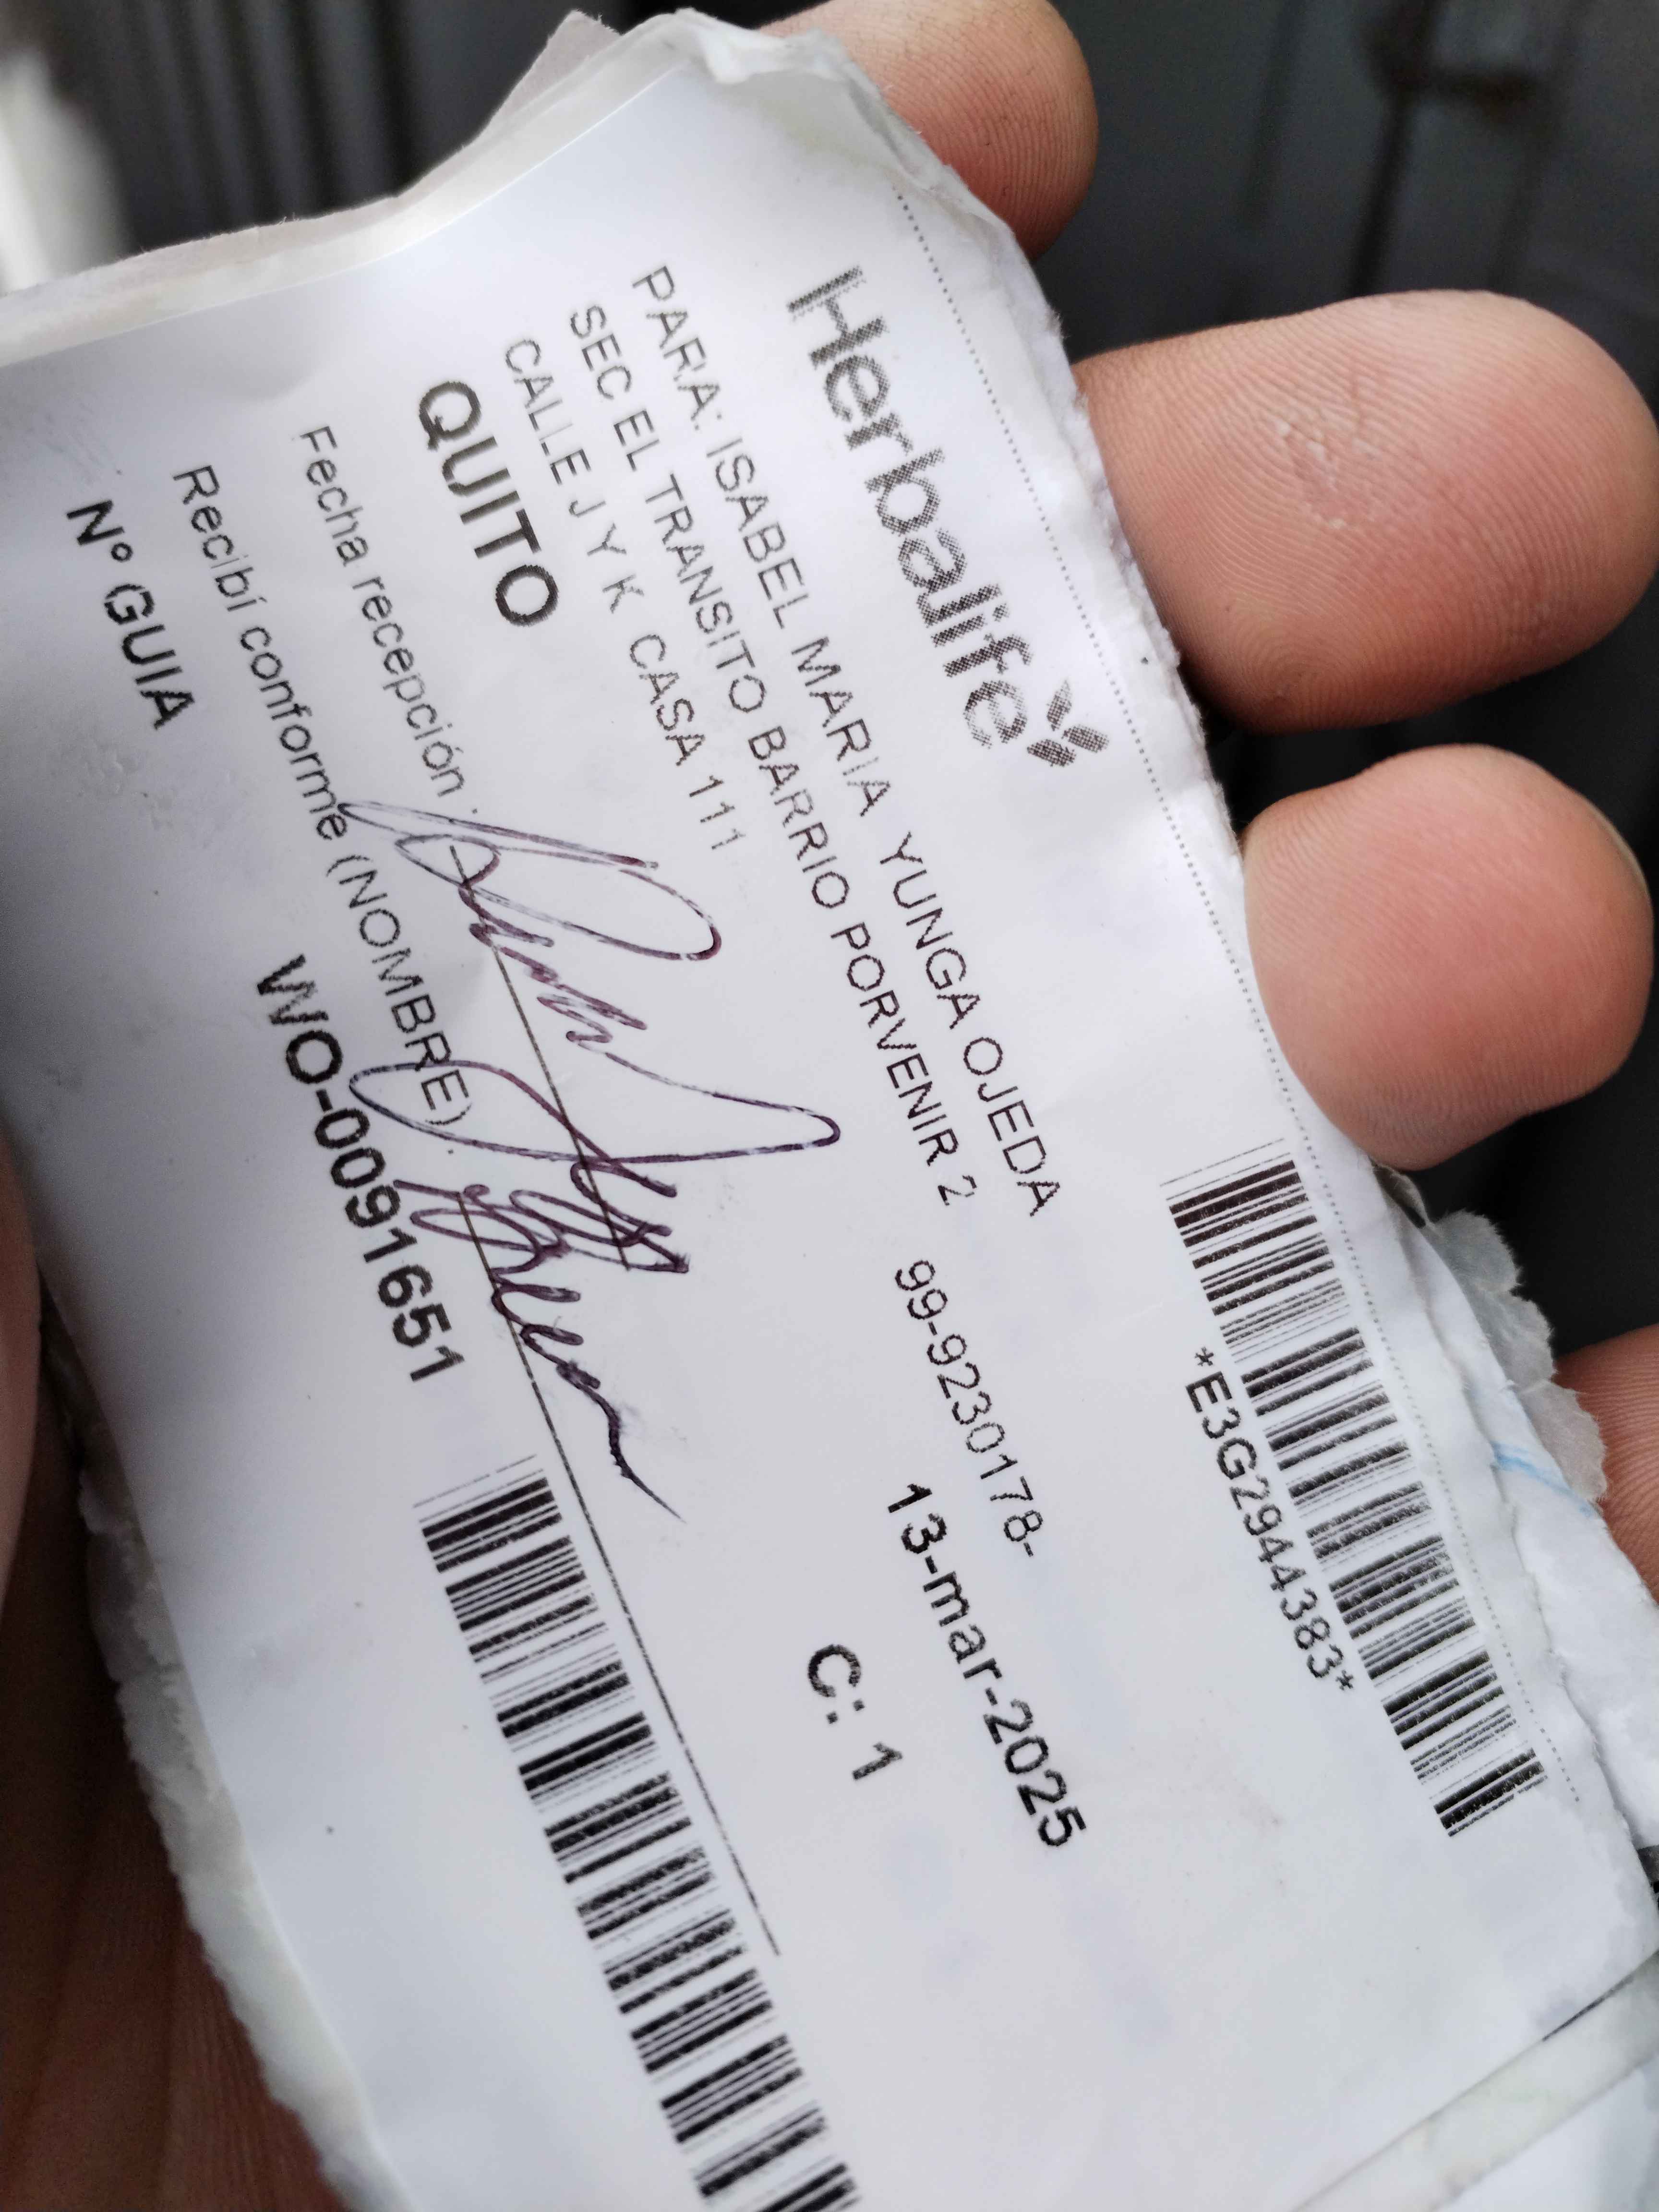 Herbalife
*E3G2944383*
PARA: ISABEL MARIA YUNGA OJEDA
SEC EL TRANSITO BARRIO PORVENIR 2 99-9230178-
CALLE J Y K CASA 111
13-mar-2025
QUITO
C: 1
Fecha recepción :
Recibí conforme (NOMBRE)
Nº GUIA WO-0091651